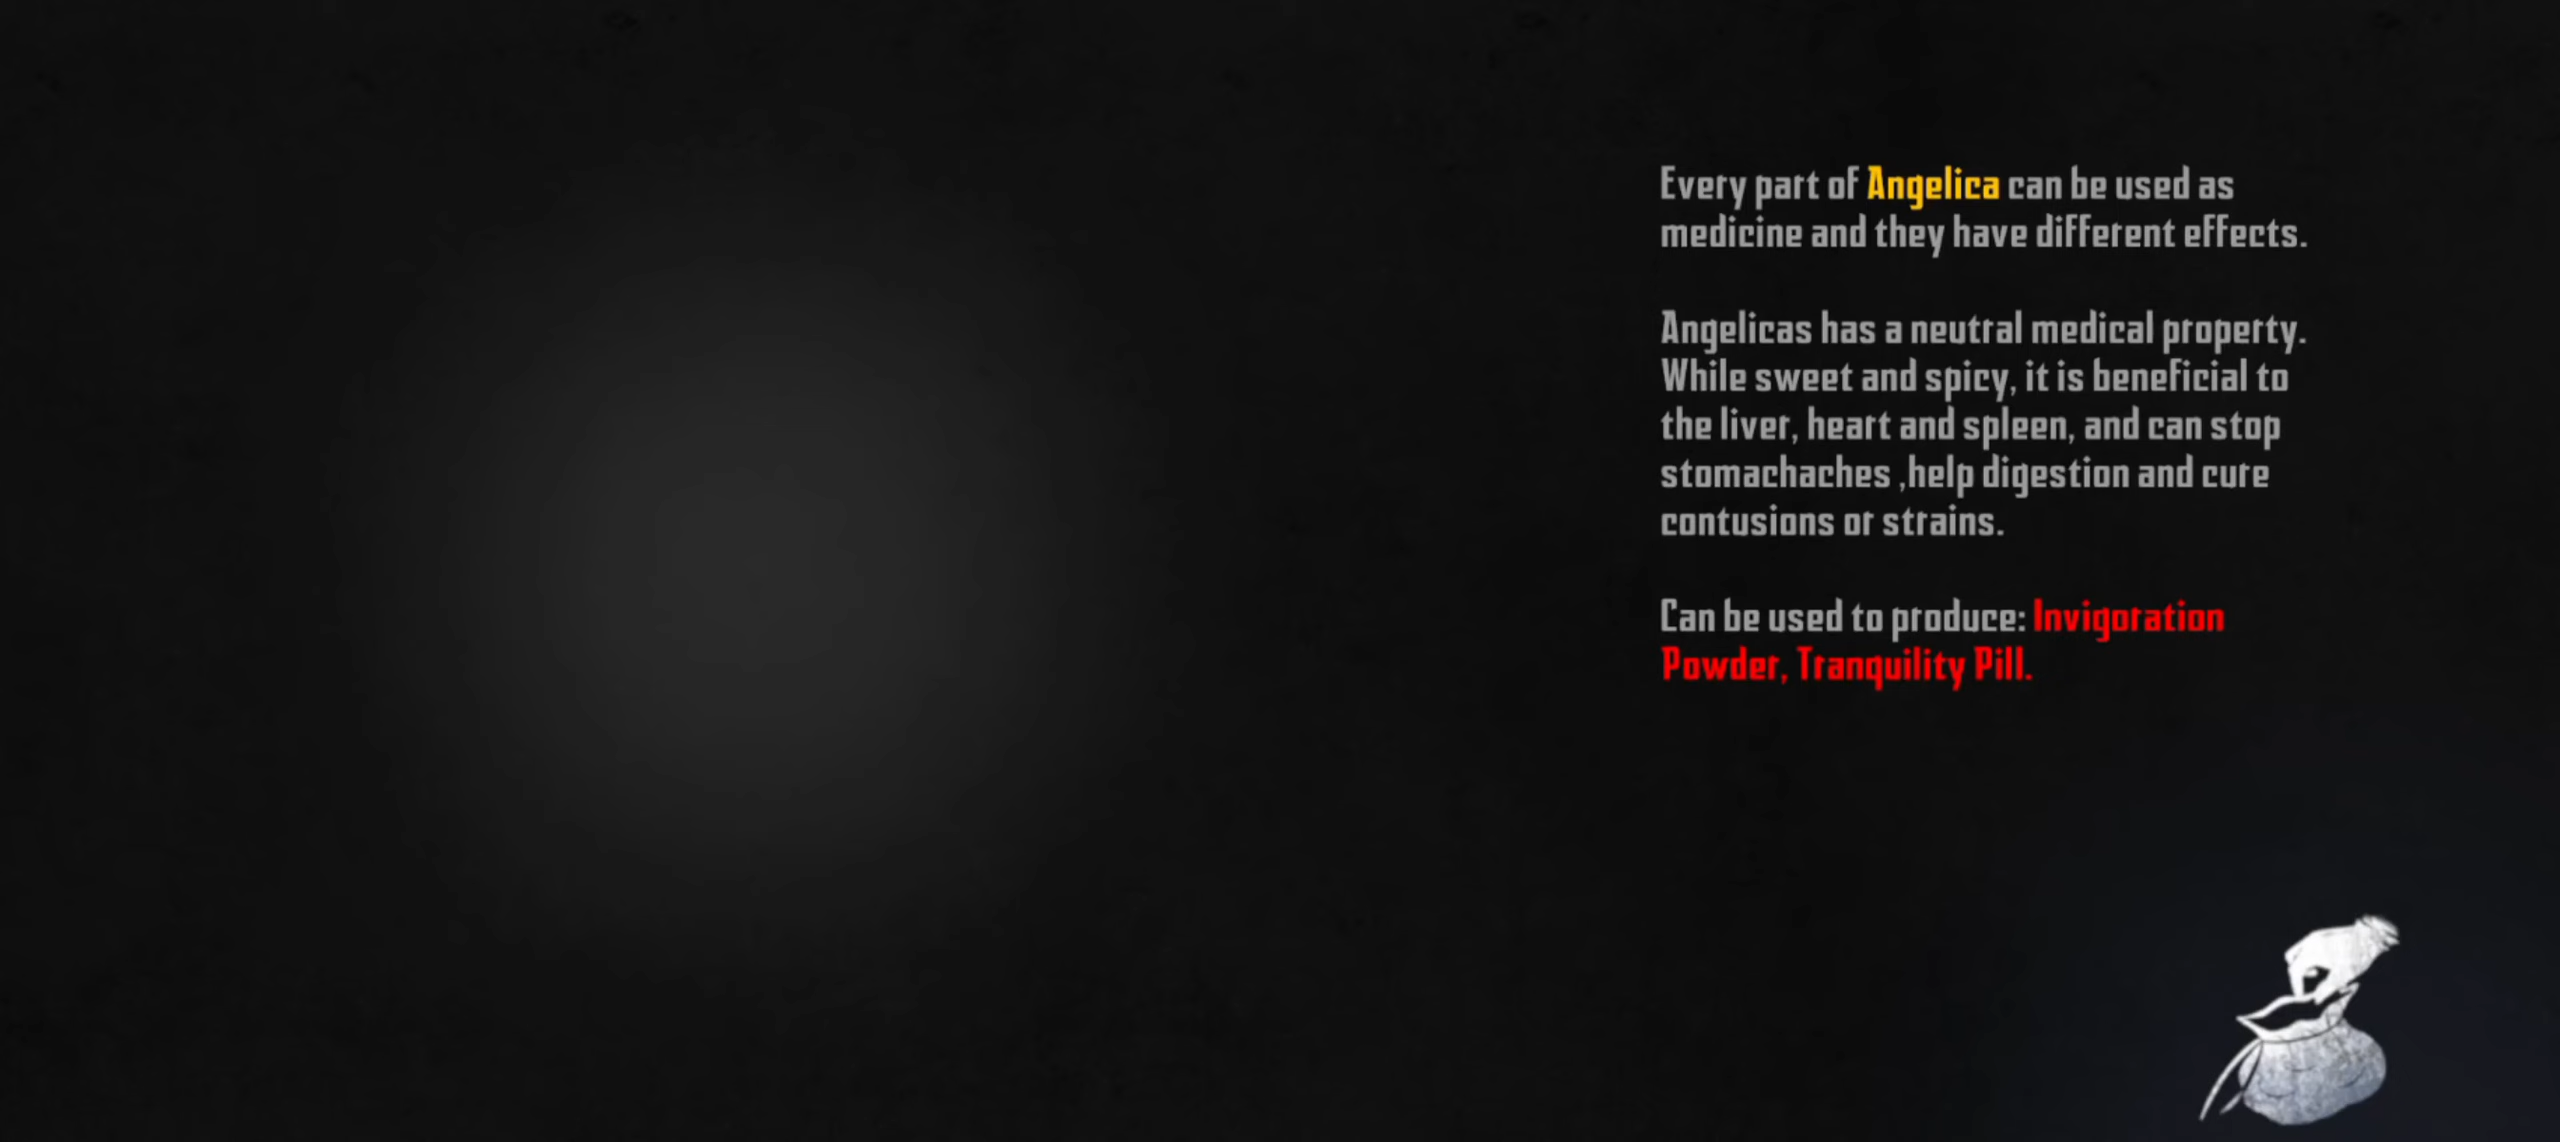 Every part of Angelica can be used as
medicine and they have different effects.
Angelicas has a neutral medical property.
While sweet and spicy, it is beneficial to
the liver, heart and spleen, and can stop
stomachaches ,help digestion and cure
contusions or strains.
Can be used to produce: Invigoration
Powder, Tranquility Pill.